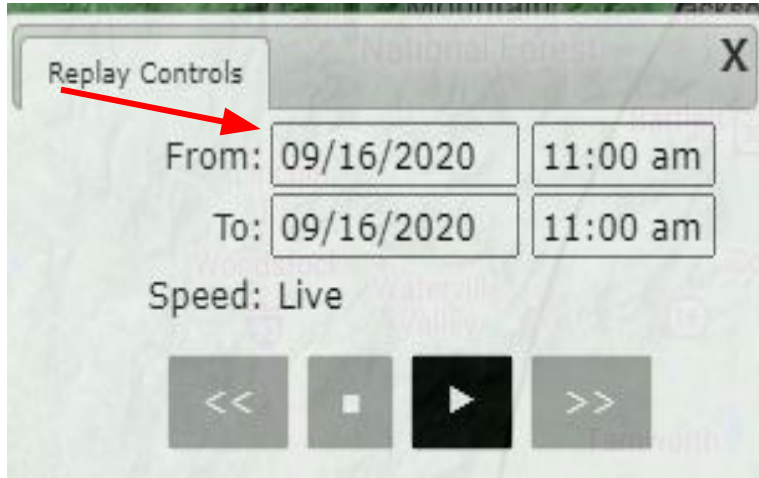 Mountain
National Forest
Replay Controls
X
From: 09/16/2020 11:00 am
To: 09/16/2020 11:00 am
Woodstock
Waterville
Valley
Speed: Live
<< ■ ▶ >>
Tamworth